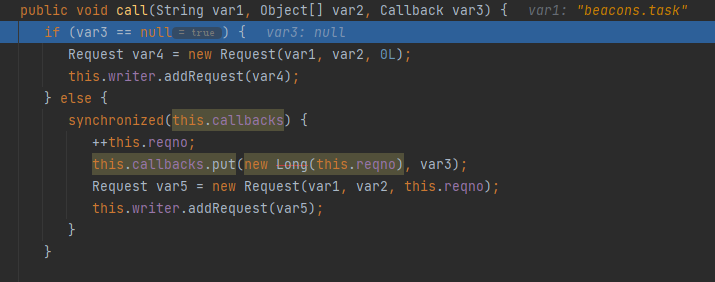 public void call(String var1, Object[] var2, Callback var3) {   var1: "beacons.task"
    if (var3 == null = true ) {   var3: null
        Request var4 = new Request(var1, var2, 0L);
        this.writer.addRequest(var4);
    } else {
        synchronized(this.callbacks) {
            ++this.reqno;
            this.callbacks.put(new Long(this.reqno), var3);
            Request var5 = new Request(var1, var2, this.reqno);
            this.writer.addRequest(var5);
        }
    }